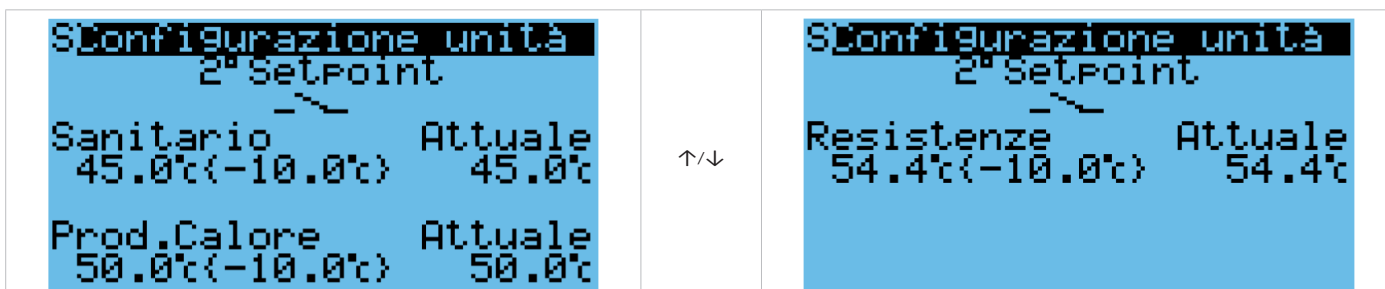 SConfigurazione unità
2°Setpoint
Sanitario Attuale
45.0°c(-10.0°c) 45.0°c
Prod.Calore Attuale
50.0°c(-10.0°c) 50.0°c
↑/↓
SConfigurazione unità
2°Setpoint
Resistenze Attuale
54.4°c(-10.0°c) 54.4°c